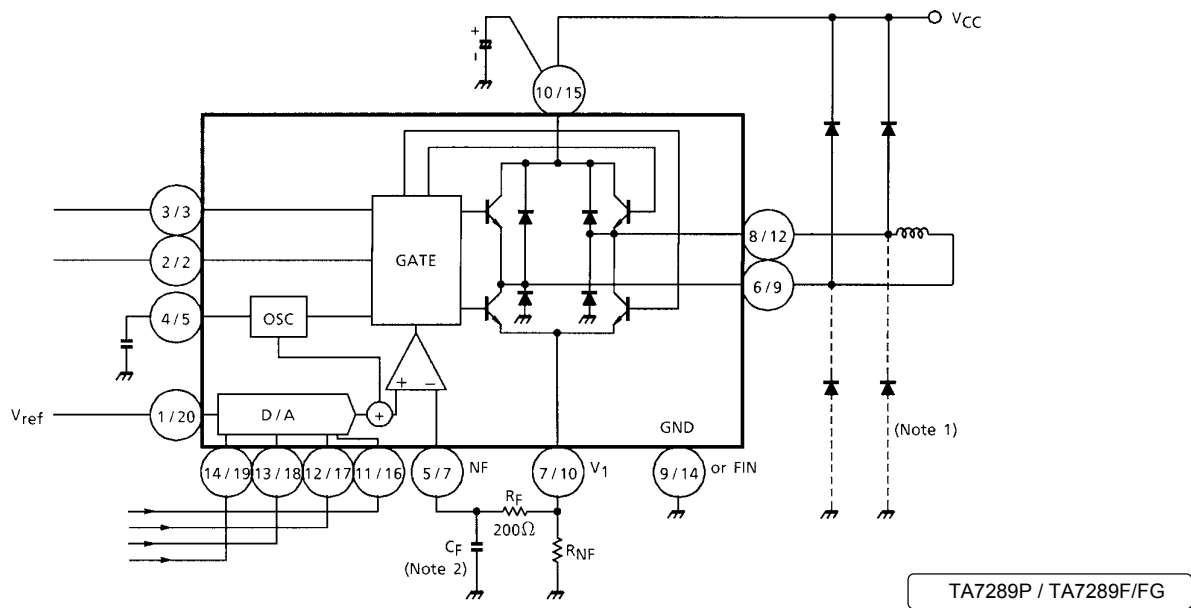 +
-
VCC
10 / 15
3 / 3
2 / 2
4 / 5
GATE
OSC
8 / 12
6 / 9
+ −
Vref
1 / 20
D / A
+
GND
(Note 1)
14 / 19
13 / 18
12 / 17
11 / 16
5 / 7
NF
7 / 10
V1
9 / 14
or FIN
RF
200Ω
CF
(Note 2)
RNF
TA7289P / TA7289F/FG